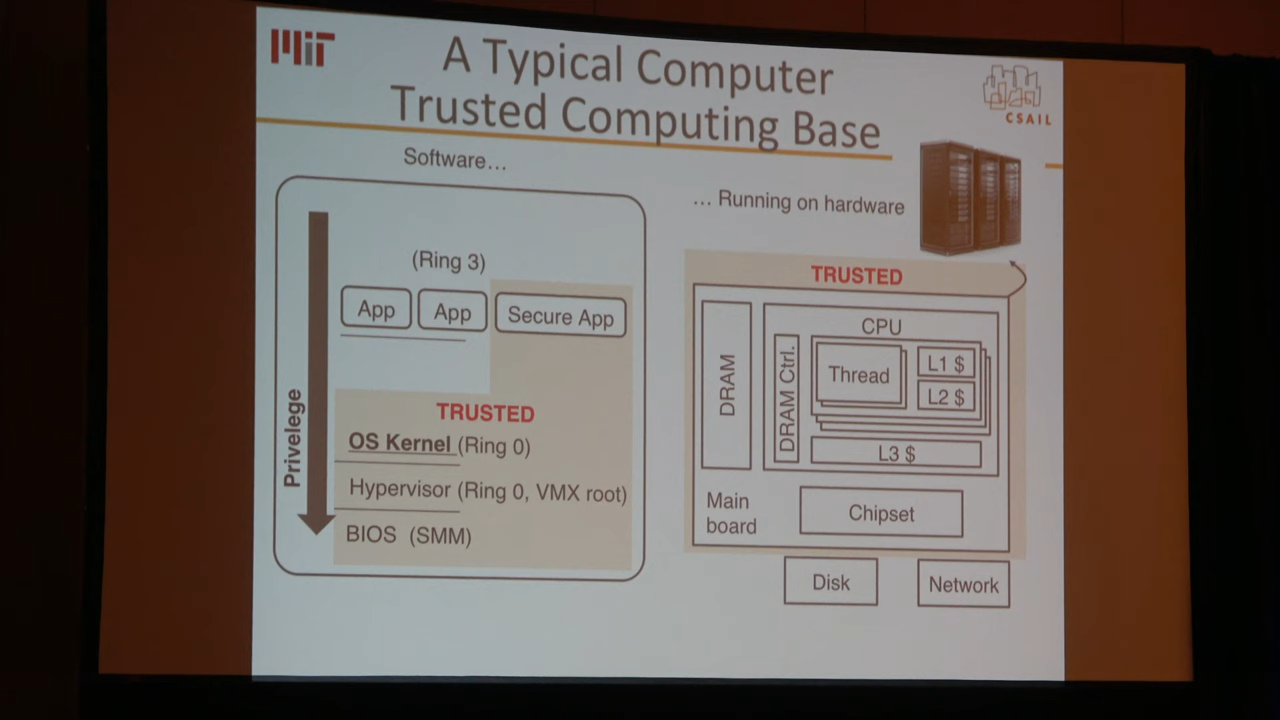 MIT
A Typical Computer
Trusted Computing Base
CSAIL
Software...
... Running on hardware
(Ring 3)
App
App
Secure App
Privelege
TRUSTED
OS Kernel (Ring 0)
Hypervisor (Ring 0, VMX root)
BIOS (SMM)
TRUSTED
DRAM
CPU
DRAM Ctrl.
Thread
L1 $
L2 $
L3 $
Main
board
Chipset
Disk
Network